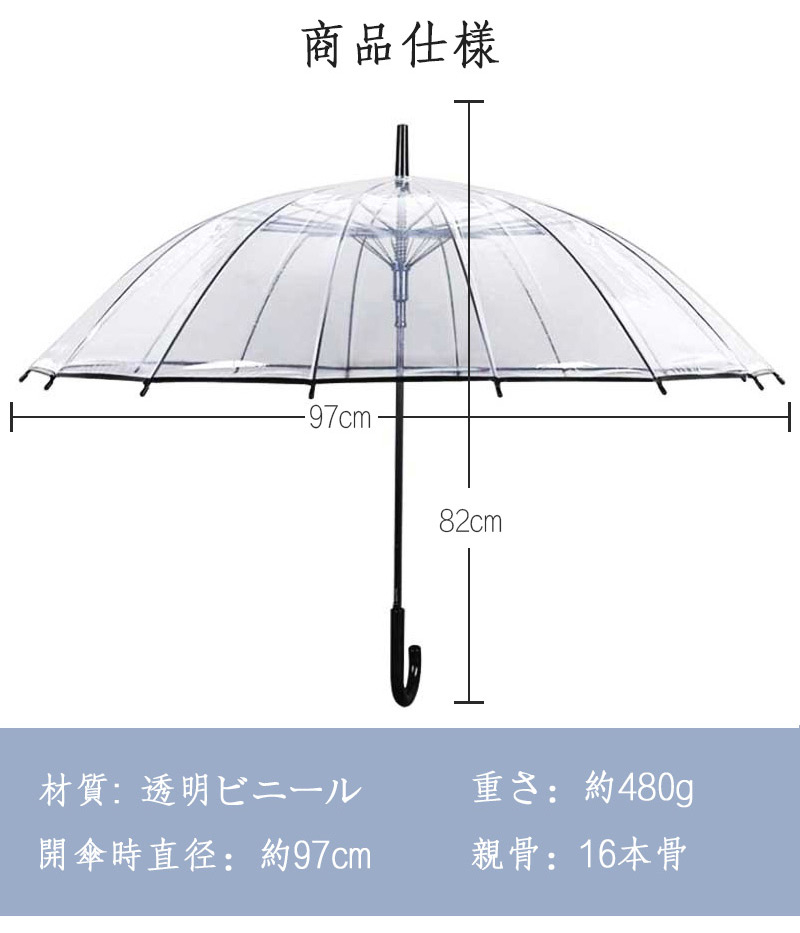 商品仕様
97cm
82cm
材質: 透明ビニール
重さ：約480g
開傘時直径：約97cm
親骨：16本骨